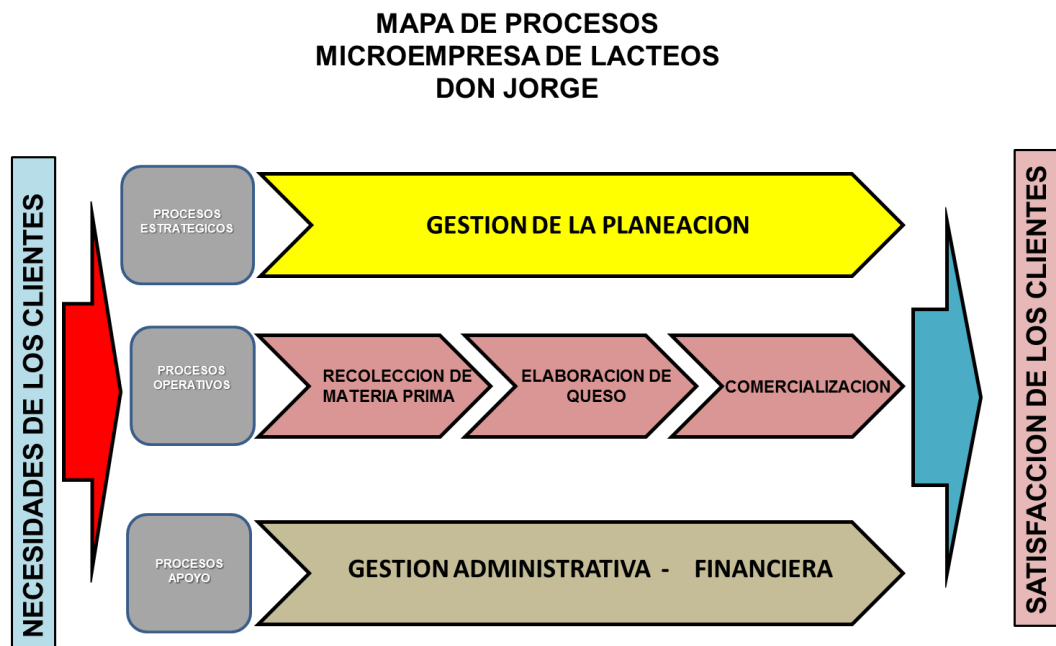 MAPA DE PROCESOS
MICROEMPRESA DE LACTEOS
DON JORGE
NECESIDADES DE LOS CLIENTES
PROCESOS
ESTRATEGICOS
GESTION DE LA PLANEACION
PROCESOS
OPERATIVOS
RECOLECCION DE
MATERIA PRIMA
ELABORACION DE
QUESO
COMERCIALIZACION
PROCESOS
APOYO
GESTION ADMINISTRATIVA - FINANCIERA
SATISFACCION DE LOS CLIENTES